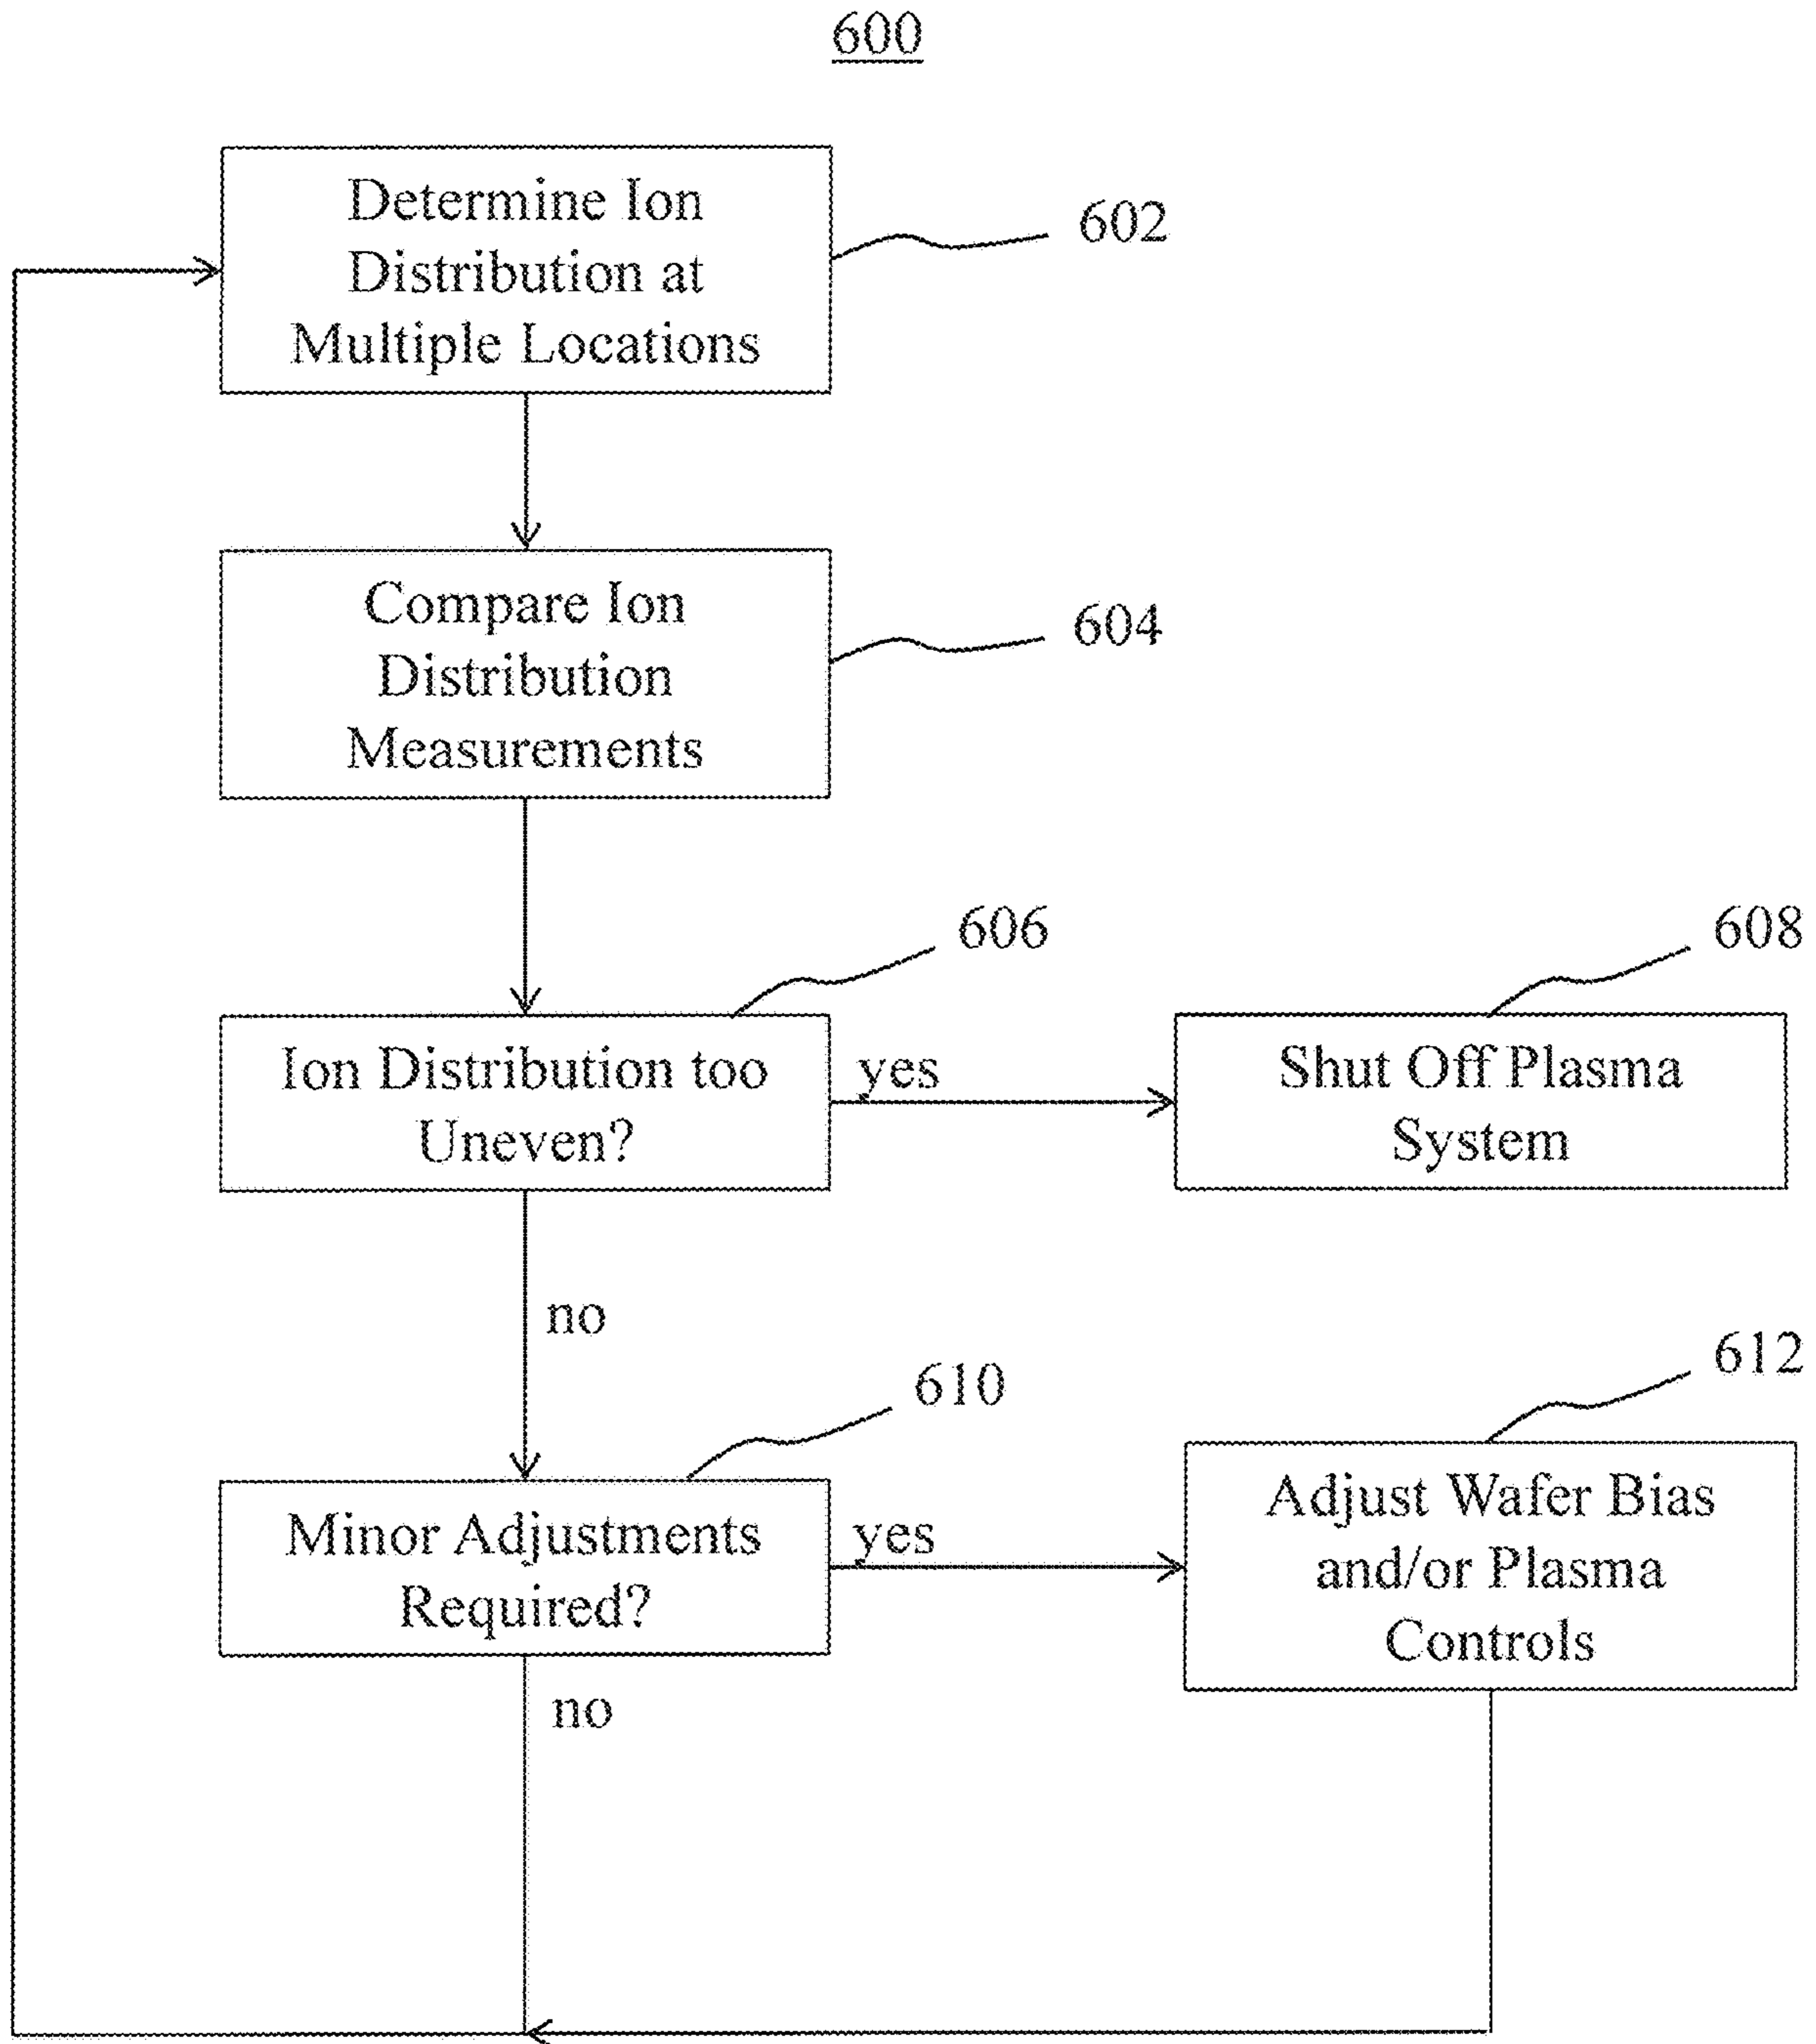 600
Determine Ion
Distribution at
Multiple Locations
602
Compare Ion
Distribution
Measurements
604
606
608
Ion Distribution too
Uneven?
yes
Shut Off Plasma
System
no
610
612
Minor Adjustments
Required?
yes
Adjust Wafer Bias
and/or Plasma
Controls
no